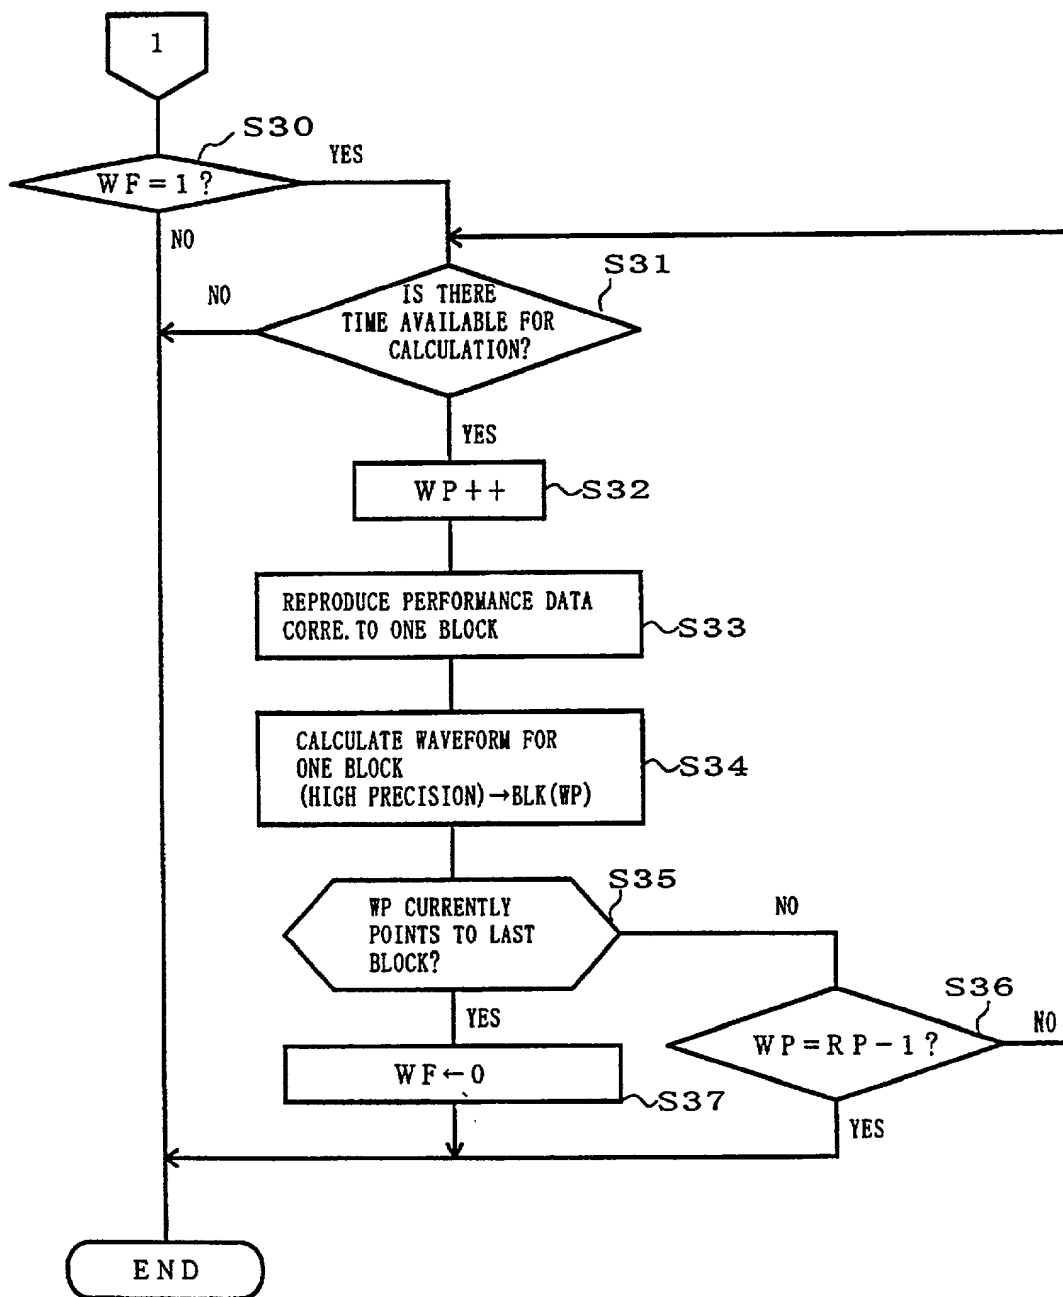 1
S30
WF=1?
YES
NO
S31
NO
IS THERE
TIME AVAILABLE FOR
CALCULATION?
YES
WP++
S32
REPRODUCE PERFORMANCE DATA
CORRE. TO ONE BLOCK
S33
CALCULATE WAVEFORM FOR
ONE BLOCK
(HIGH PRECISION)→BLK(WP)
S34
S35
WP CURRENTLY
POINTS TO LAST
BLOCK?
NO
YES
S36
WP=RP-1?
NO
YES
WF←0
S37
END